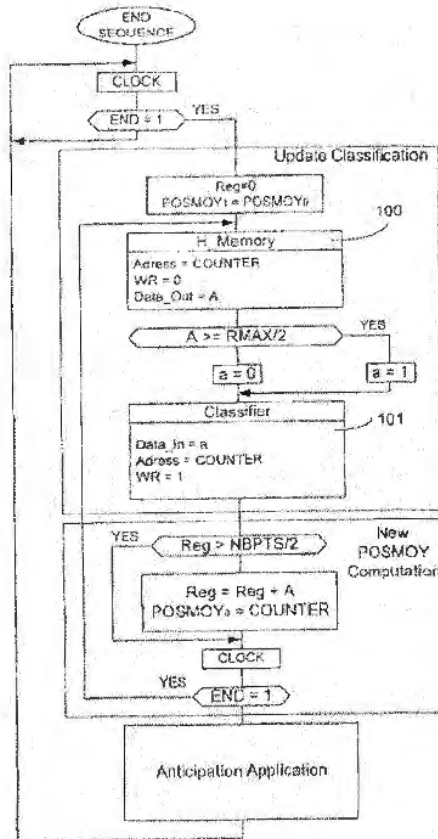 END
SEQUENCE
CLOCK
END = 1
YES
Update Classification
Reg=0
POSMOY₁ = POSMOY₀
H_Memory
100
Adress = COUNTER
WR = 0
Data_Out = A
A >= RMAX/2
YES
a = 0
a = 1
Classifier
101
Data_In = a
Adress = COUNTER
WR = 1
New
POSMOY
Computation
YES
Reg > NBPTS/2
Reg = Reg + A
POSMOY₀ = COUNTER
CLOCK
YES
END = 1
Anticipation Application